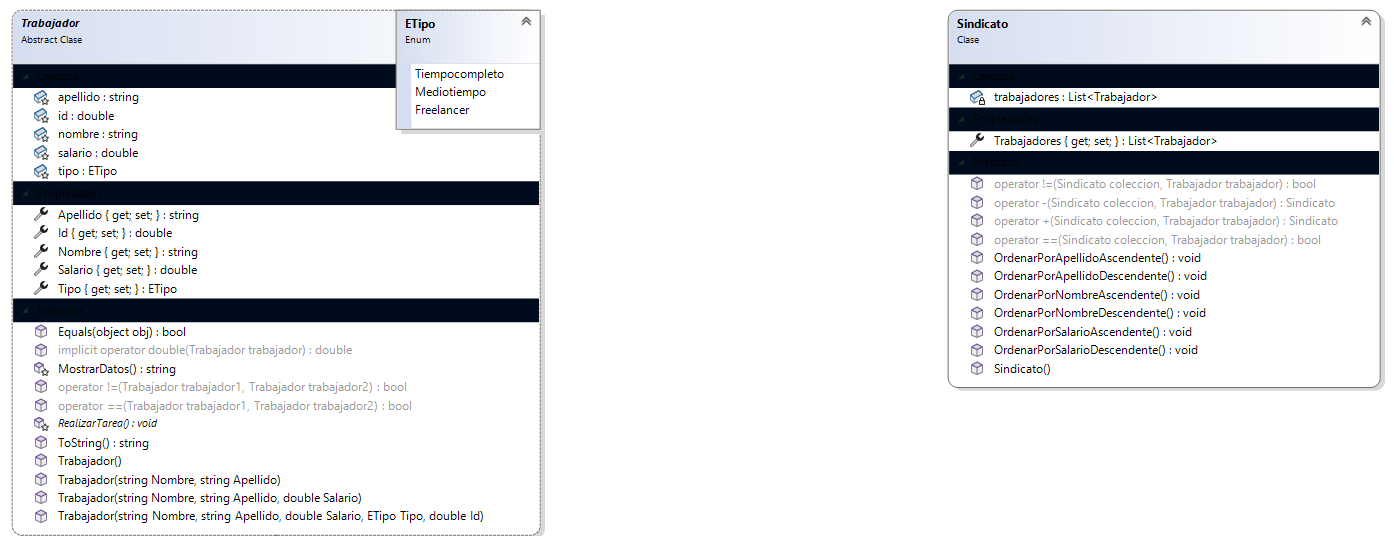 Trabajador
Abstract Clase
Campos
apellido : string
id : double
nombre : string
salario : double
tipo : ETipo
Propiedades
Apellido { get; set; } : string
Id { get; set; } : double
Nombre { get; set; } : string
Salario { get; set; } : double
Tipo { get; set; } : ETipo
Métodos
Equals(object obj) : bool
implicit operator double(Trabajador trabajador) : double
MostrarDatos() : string
operator !=(Trabajador trabajador1, Trabajador trabajador2) : bool
operator ==(Trabajador trabajador1, Trabajador trabajador2) : bool
RealizarTarea() : void
ToString() : string
Trabajador()
Trabajador(string Nombre, string Apellido)
Trabajador(string Nombre, string Apellido, double Salario)
Trabajador(string Nombre, string Apellido, double Salario, ETipo Tipo, double Id)
ETipo
Enum
Tiempocompleto
Mediotiempo
Freelancer
Sindicato
Clase
Campos
trabajadores : List<Trabajador>
Propiedades
Trabajadores { get; set; } : List<Trabajador>
Métodos
operator !=(Sindicato coleccion, Trabajador trabajador) : bool
operator -(Sindicato coleccion, Trabajador trabajador) : Sindicato
operator +(Sindicato coleccion, Trabajador trabajador) : Sindicato
operator ==(Sindicato coleccion, Trabajador trabajador) : bool
OrdenarPorApellidoAscendente() : void
OrdenarPorApellidoDescendente() : void
OrdenarPorNombreAscendente() : void
OrdenarPorNombreDescendente() : void
OrdenarPorSalarioAscendente() : void
OrdenarPorSalarioDescendente() : void
Sindicato()